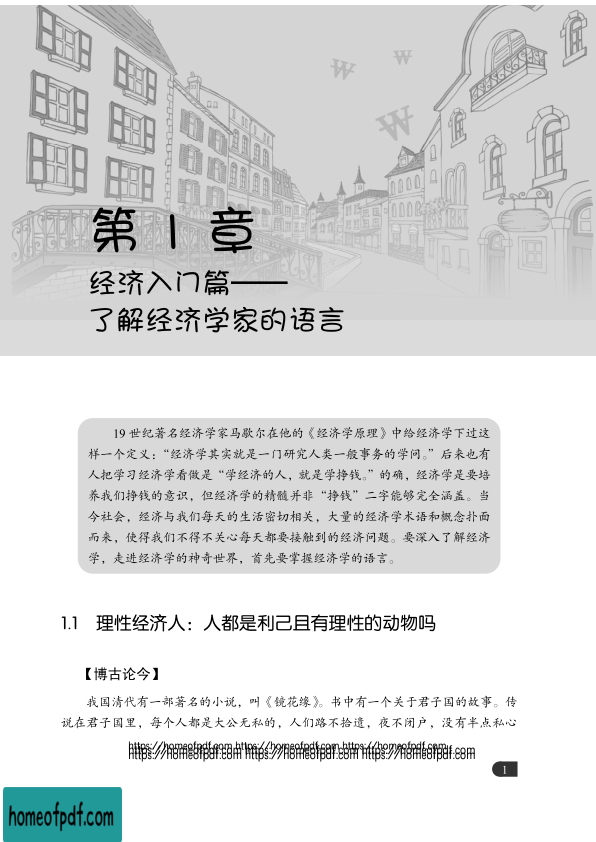 第 1 章
经济入门篇——
了解经济学家的语言
19 世纪著名经济学家马歇尔在他的《经济学原理》中给经济学下过这
样一个定义：“经济学其实就是一门研究人类一般事务的学问。”后来也有
人把学习经济学看做是“学经济的人，就是学挣钱。”的确，经济学是要培
养我们挣钱的意识，但经济学的精髓并非“挣钱”二字能够完全涵盖。当
今社会，经济与我们每天的生活密切相关，大量的经济学术语和概念扑面
而来，使得我们不得不关心每天都要接触到的经济问题。要深入了解经济
学，走进经济学的神奇世界，首先要掌握经济学的语言。
1.1 理性经济人：人都是利己且有理性的动物吗
【博古论今】
我国清代有一部著名的小说，叫《镜花缘》。书中有一个关于君子国的故事。传
说在君子国里，每个人都是大公无私的，人们路不拾遗，夜不闭户，没有半点私心
https://homeofpdf.com https://homeofpdf.com https://homeofpdf.com
https://homeofpdf.com https://homeofpdf.com https://homeofpdf.com
1
homeofpdf.com